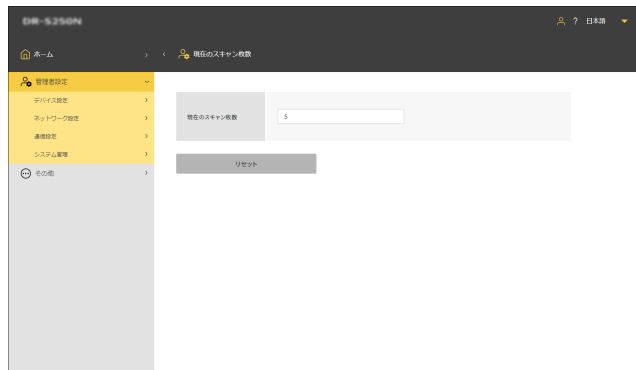 DR-S250N
? 日本語
ホーム
現在のスキャン枚数
管理者設定
デバイス設定
ネットワーク設定
通信設定
システム管理
その他
現在のスキャン枚数
5
リセット